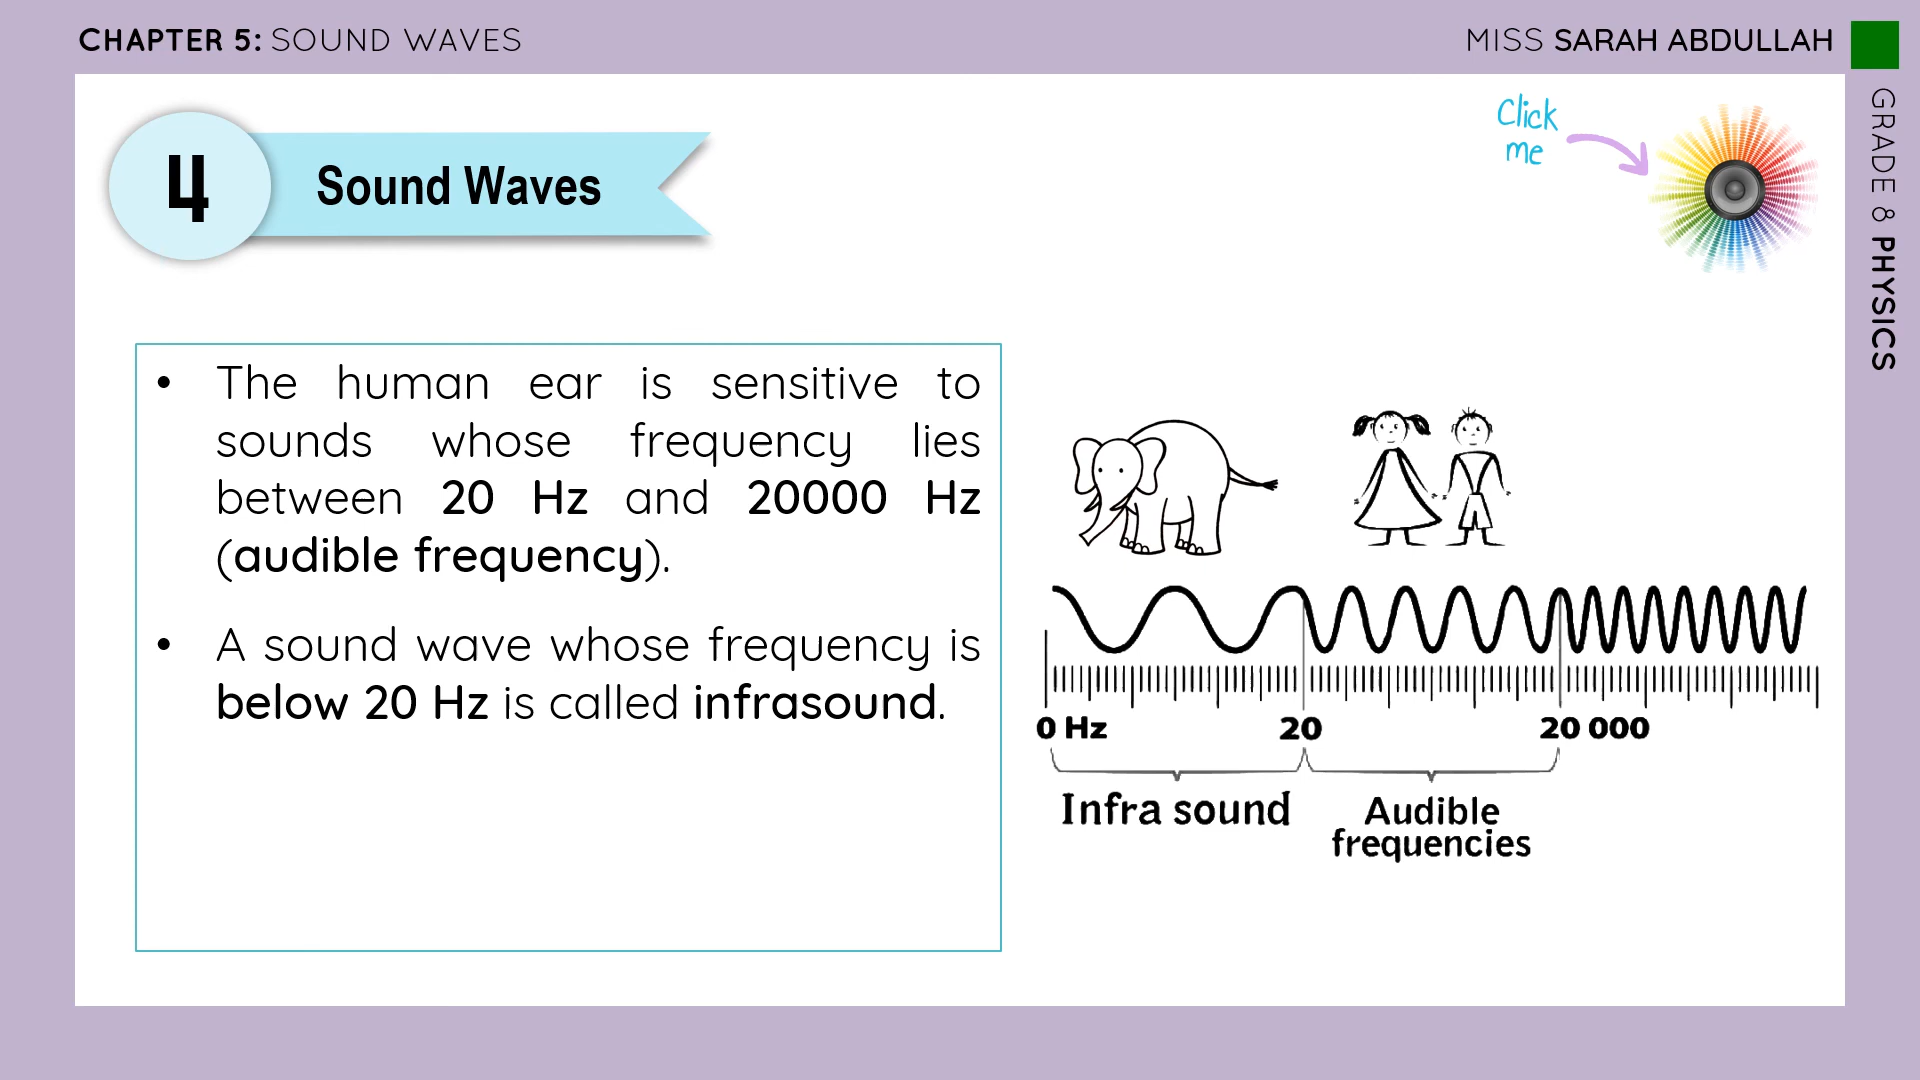 CHAPTER 5: SOUND WAVES
MISS SARAH ABDULLAH
GRADE 8 PHYSICS
Click
me
4
Sound Waves
• The human ear is sensitive to
sounds whose frequency lies
between 20 Hz and 20000 Hz
(audible frequency).
• A sound wave whose frequency is
below 20 Hz is called infrasound.
0 Hz 20 20 000
Infra sound
Audible
frequencies